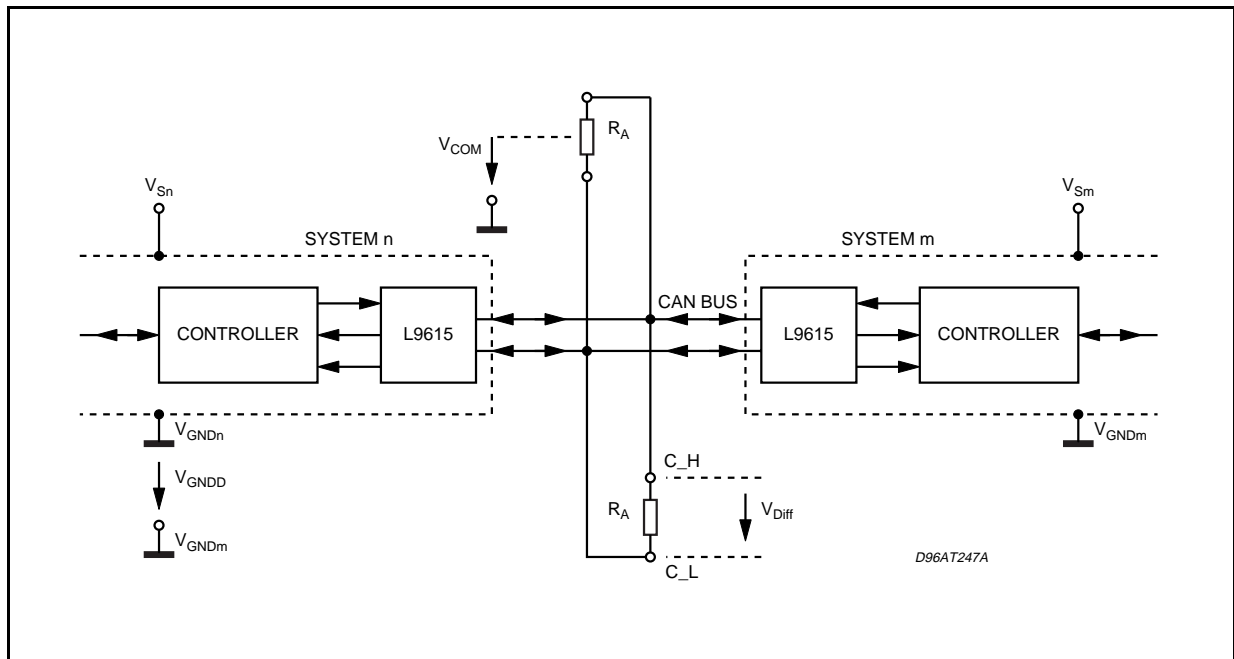 R_A
V_COM
V_Sn
V_Sm
SYSTEM n
SYSTEM m
CAN BUS
CONTROLLER
L9615
L9615
CONTROLLER
V_GNDn
V_GNDm
C_H
V_GNDD
R_A
V_Diff
V_GNDm
C_L
D96AT247A